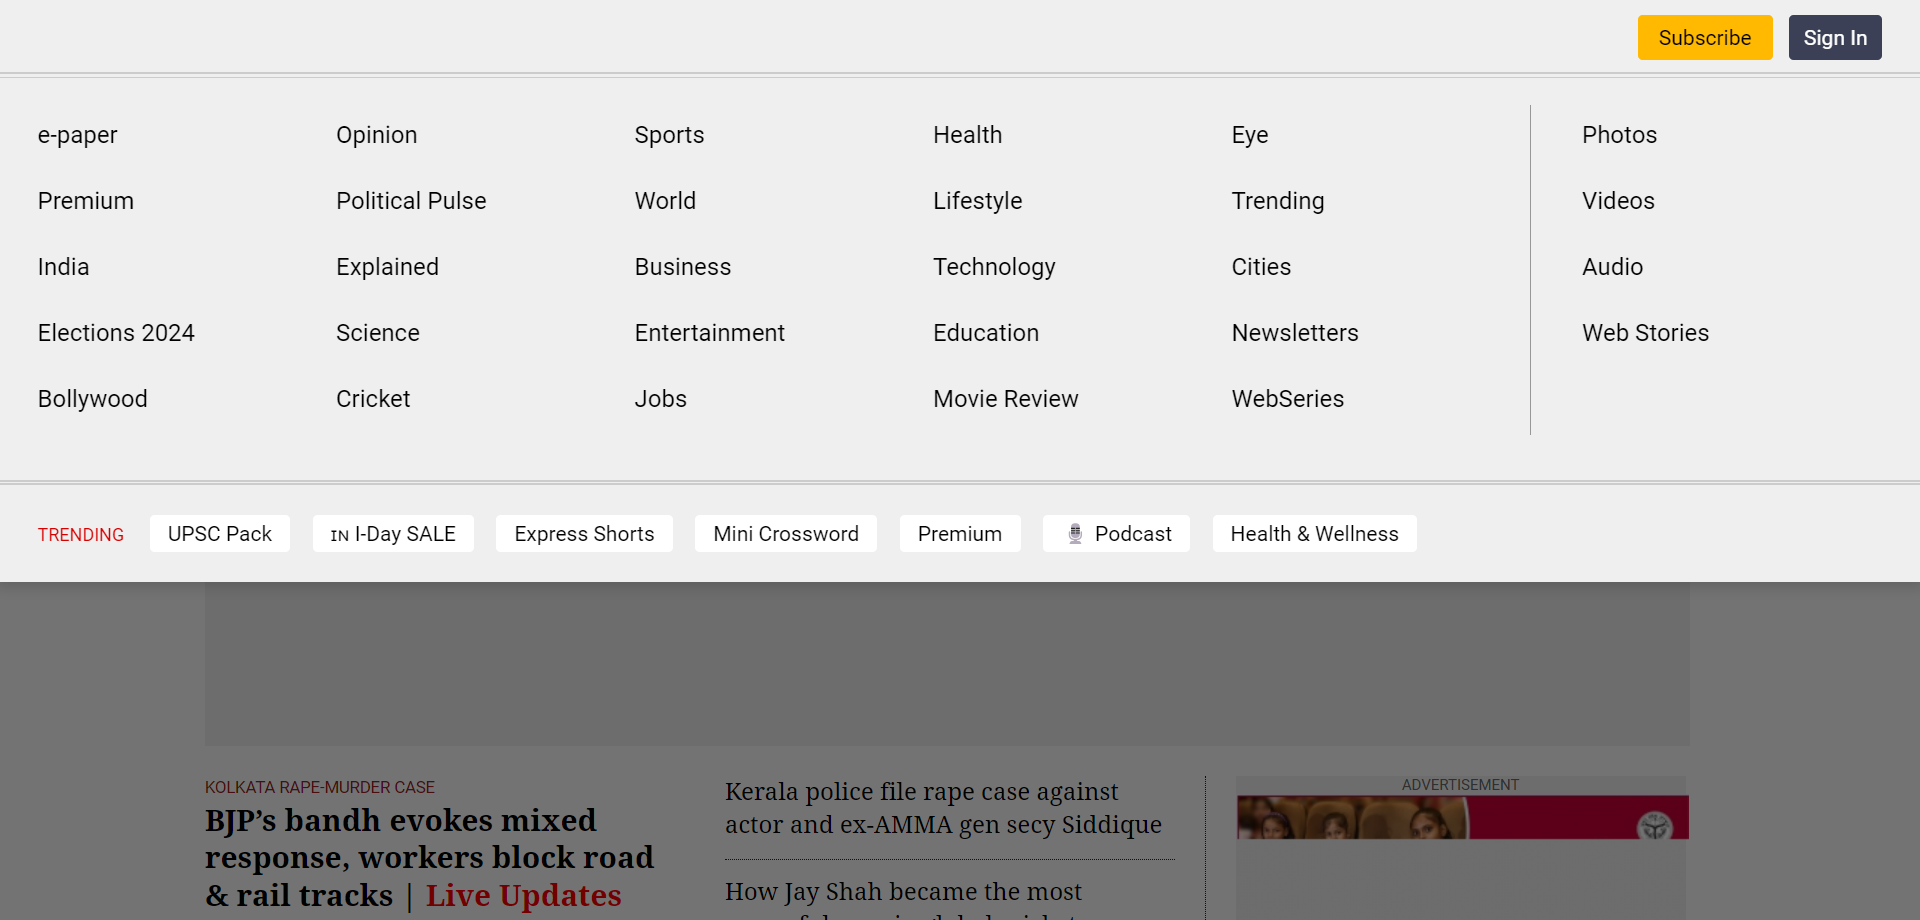 Subscribe
Sign In
e-paper
Opinion
Sports
Health
Eye
Photos
Premium
Political Pulse
World
Lifestyle
Trending
Videos
India
Explained
Business
Technology
Cities
Audio
Elections 2024
Science
Entertainment
Education
Newsletters
Web Stories
Bollywood
Cricket
Jobs
Movie Review
WebSeries
TRENDING
UPSC Pack
IN I-Day SALE
Express Shorts
Mini Crossword
Premium
Podcast
Health & Wellness
KOLKATA RAPE-MURDER CASE
BJP’s bandh evokes mixed
response, workers block road
& rail tracks | Live Updates
Kerala police file rape case against
actor and ex-AMMA gen secy Siddique
How Jay Shah became the most
ADVERTISEMENT